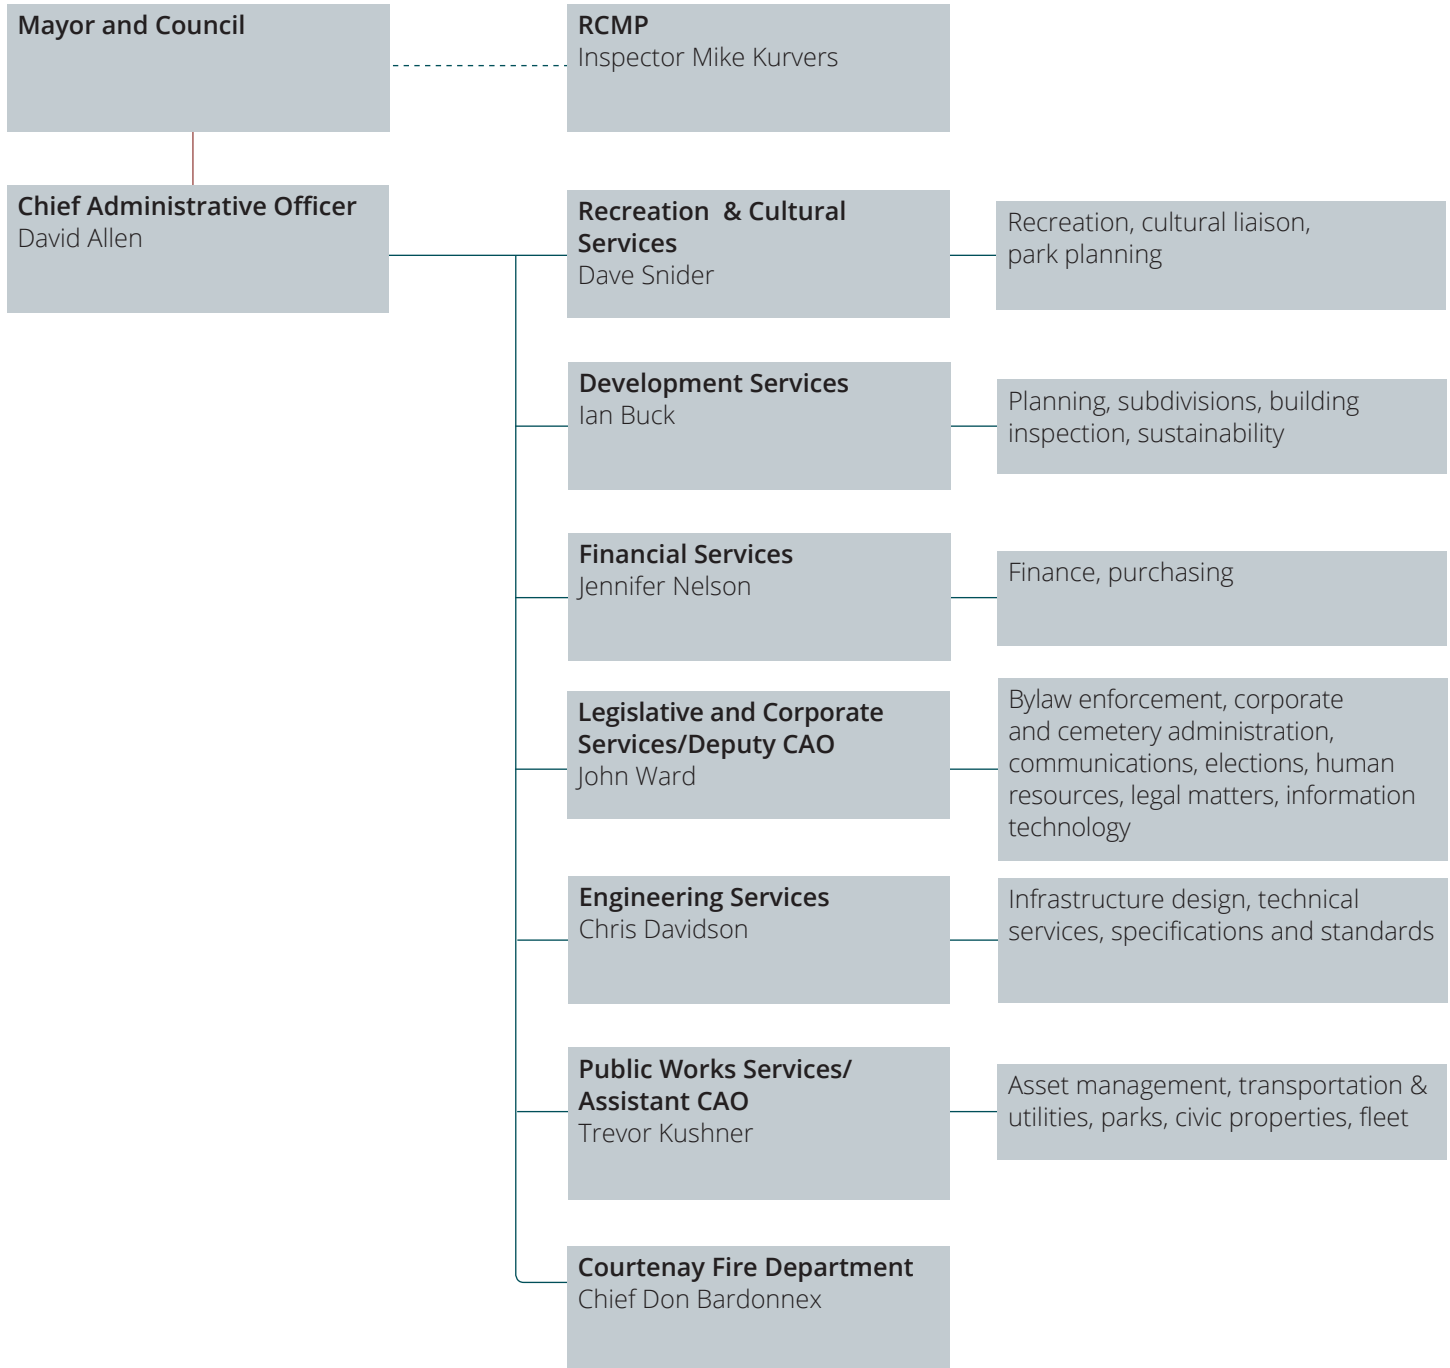 Mayor and Council
RCMP
Inspector Mike Kurvers
Chief Administrative Officer
David Allen
Recreation & Cultural
Services
Dave Snider
Recreation, cultural liaison,
park planning
Development Services
Ian Buck
Planning, subdivisions, building
inspection, sustainability
Financial Services
Jennifer Nelson
Finance, purchasing
Legislative and Corporate
Services/Deputy CAO
John Ward
Bylaw enforcement, corporate
and cemetery administration,
communications, elections, human
resources, legal matters, information
technology
Engineering Services
Chris Davidson
Infrastructure design, technical
services, specifications and standards
Public Works Services/
Assistant CAO
Trevor Kushner
Asset management, transportation &
utilities, parks, civic properties, fleet
Courtenay Fire Department
Chief Don Bardonnex